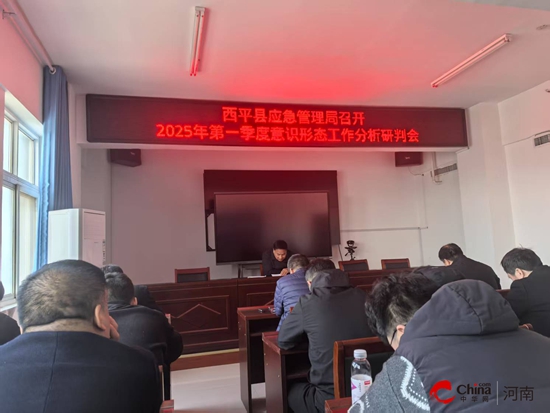 西平县应急管理局召开
2025年第一季度意识形态工作分析研判会
China
中华网
河南